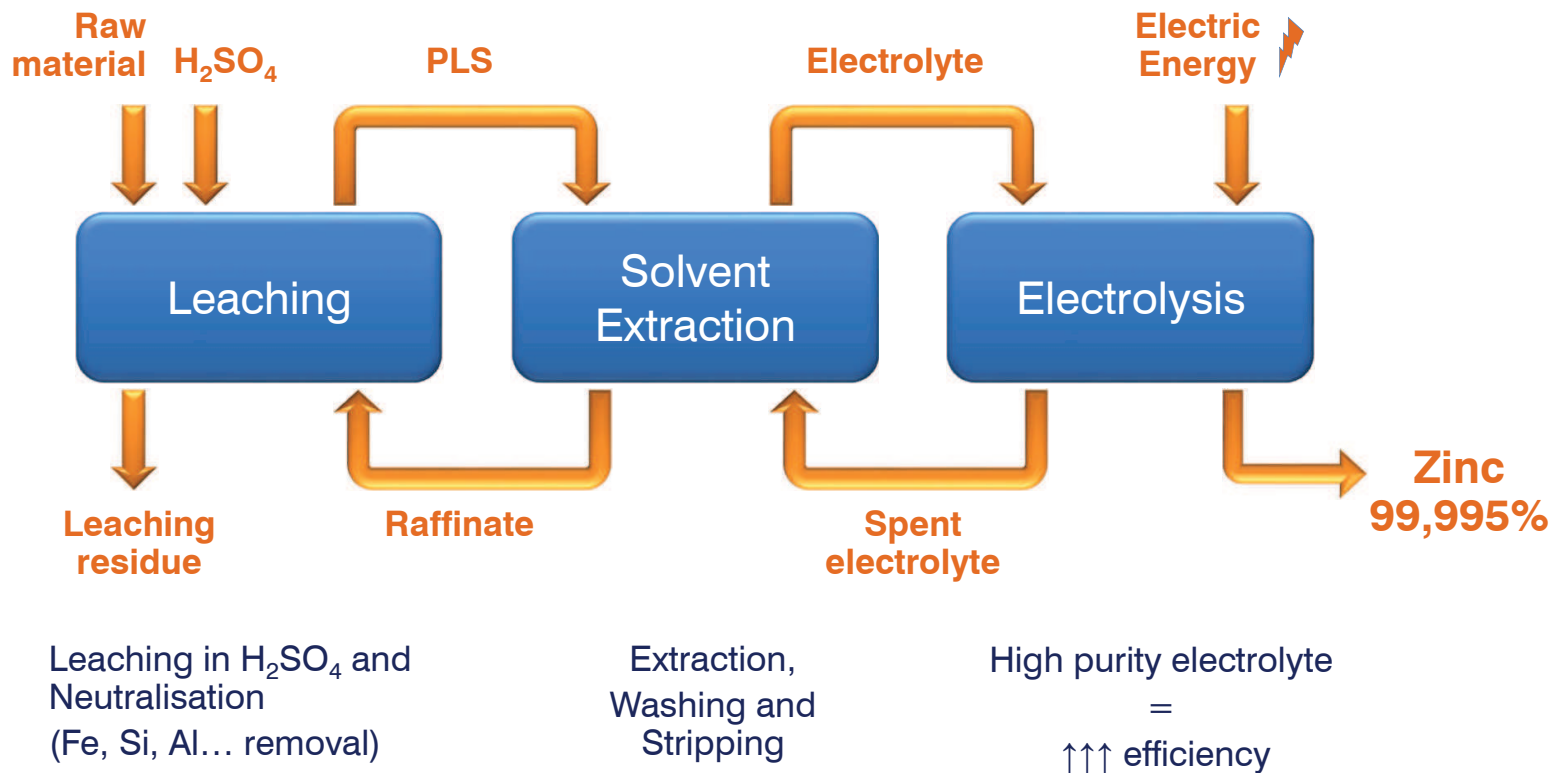 Raw
material
H₂SO₄
PLS
Electrolyte
Electric
Energy
Leaching
Solvent
Extraction
Electrolysis
Leaching
residue
Raffinate
Spent
electrolyte
Zinc
99,995%
Leaching in H₂SO₄ and
Neutralisation
(Fe, Si, Al... removal)
Extraction,
Washing and
Stripping
High purity electrolyte
=
↑↑↑ efficiency